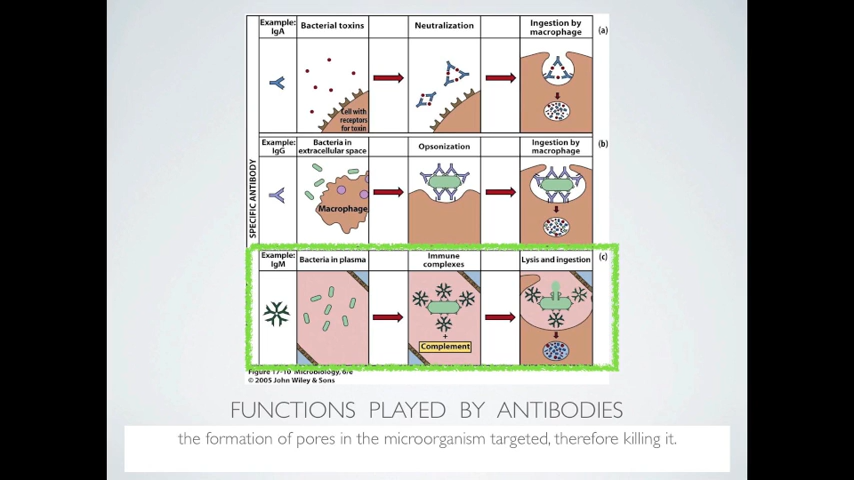 Example: Bacterial toxins Neutralization Ingestion by
IgA macrophage (a)
Cell with
receptors
for toxin
Example: Bacteria in Opsonization Ingestion by (b)
IgG extracellular space macrophage
Macrophage
SPECIFIC ANTIBODY
Example: Bacteria in plasma Immune Lysis and ingestion (c)
IgM complexes
+
Complement
Figure 17-10 Microbiology, 6/e
© 2005 John Wiley & Sons
FUNCTIONS PLAYED BY ANTIBODIES
the formation of pores in the microorganism targeted, therefore killing it.